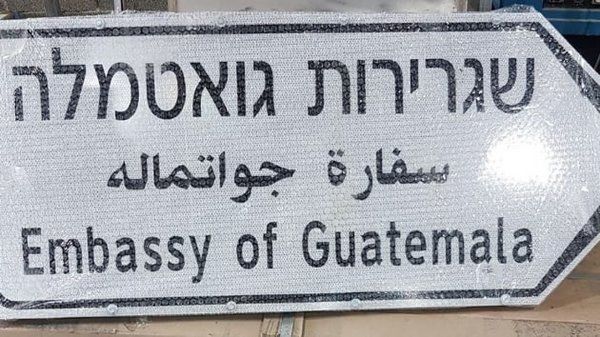 שגרירות גואטמלה
سفارة جواتماله
Embassy of Guatemala